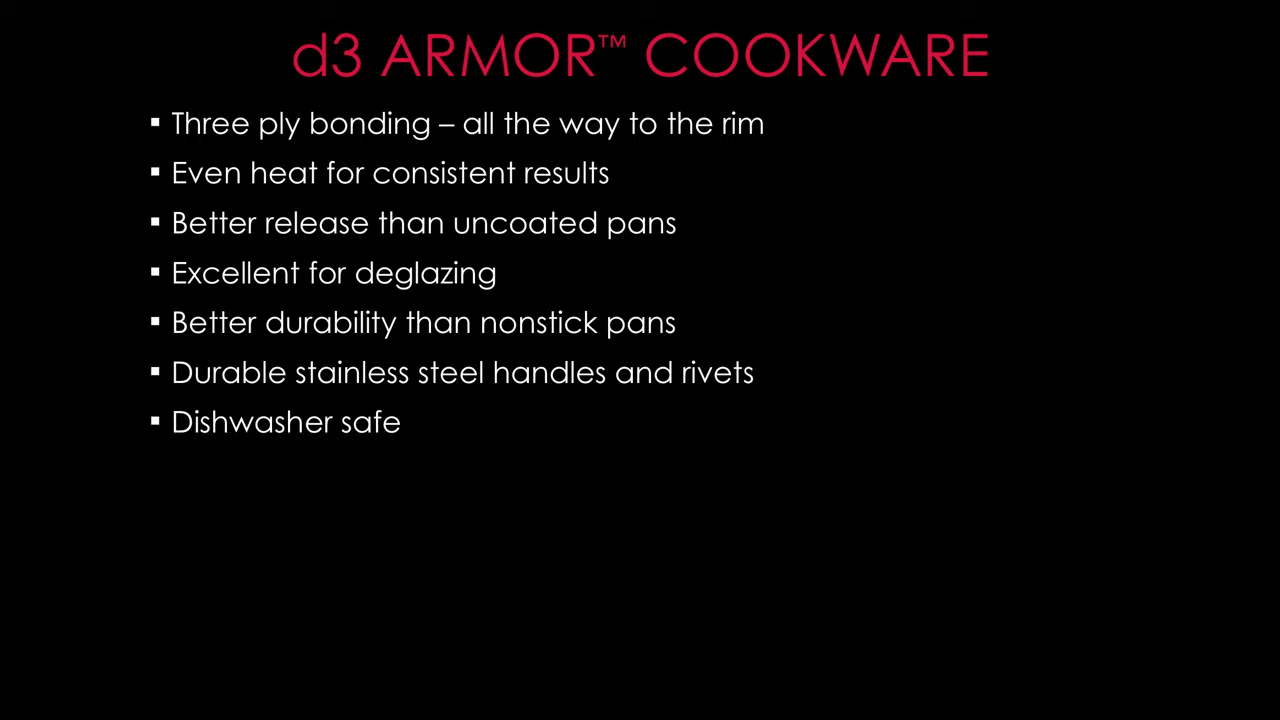 d3 ARMOR™ COOKWARE
▪ Three ply bonding – all the way to the rim
▪ Even heat for consistent results
▪ Better release than uncoated pans
▪ Excellent for deglazing
▪ Better durability than nonstick pans
▪ Durable stainless steel handles and rivets
▪ Dishwasher safe